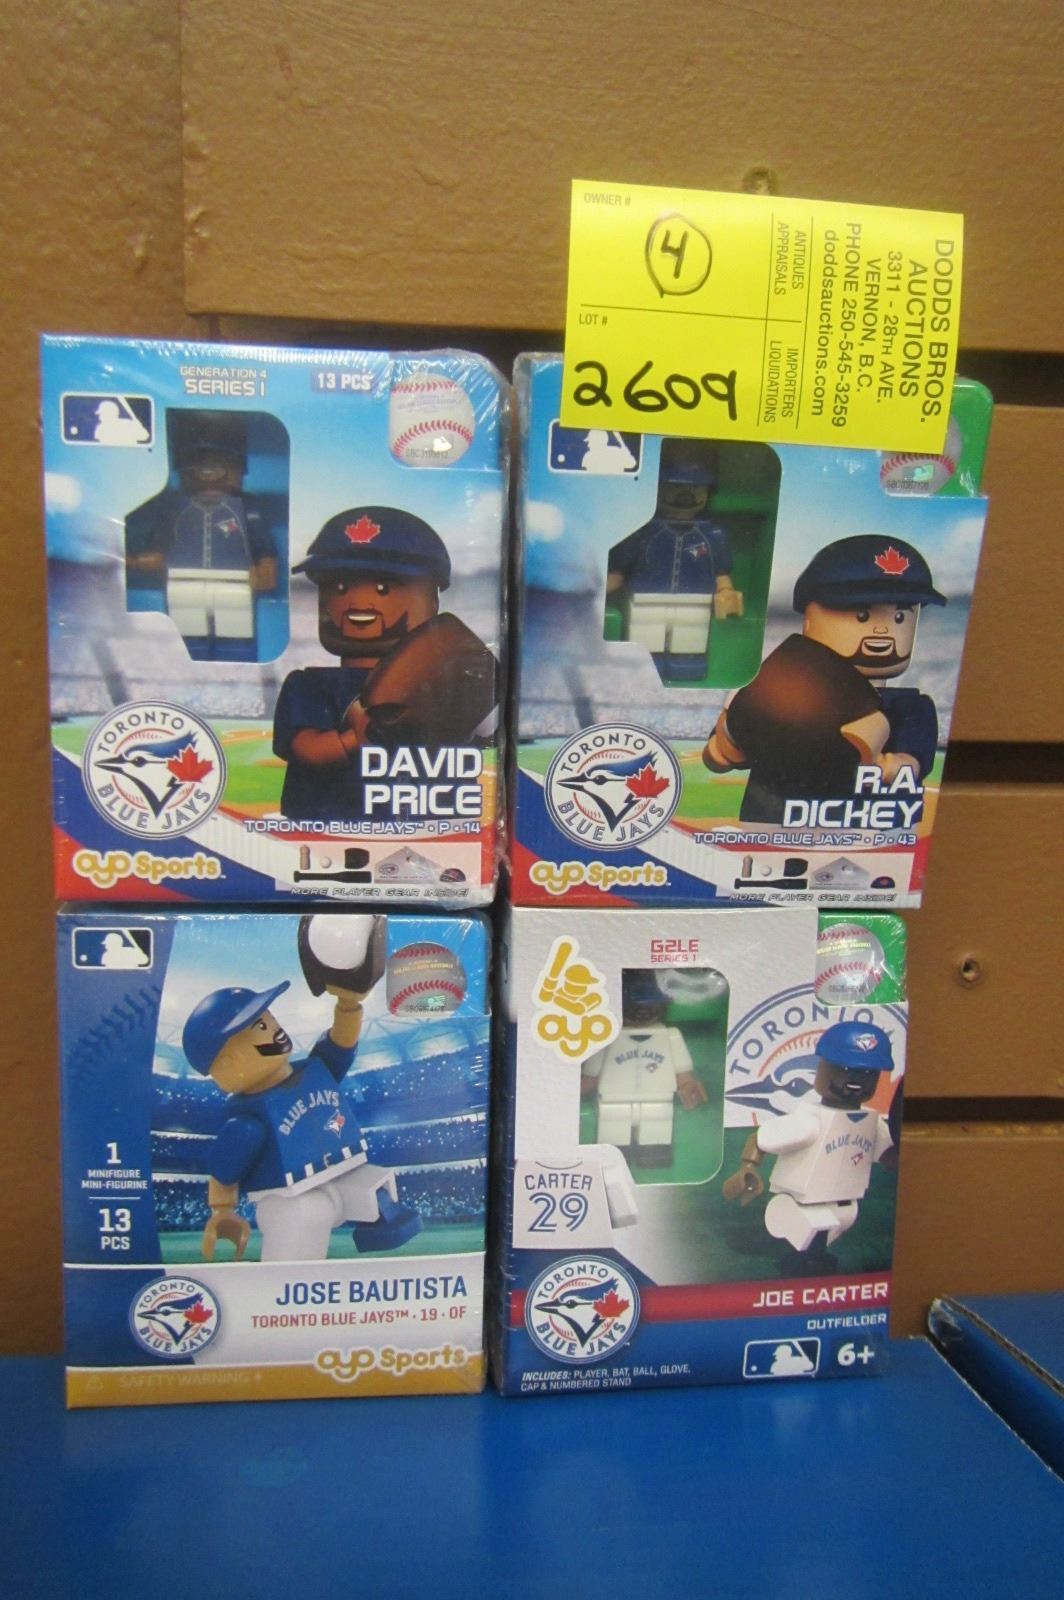 DODDS BROS.
AUCTIONS
3311 - 28TH AVE.
VERNON, B.C.
PHONE 250-545-3259
doddsauctions.com
ANTIQUES
APPRAISALS
IMPORTERS
LIQUIDATIONS
OWNER #
4
LOT #
2609
GENERATION 4
SERIES 1
13 PCS
TORONTO
BLUE JAYS
DAVID
PRICE
TORONTO BLUE JAYS™ • P • 14
oyo Sports™
MORE PLAYER GEAR INSIDE!
TORONTO
BLUE JAYS
R.A.
DICKEY
TORONTO BLUE JAYS™ • P • 43
oyo Sports™
MORE PLAYER GEAR INSIDE!
BLUE JAYS
1
MINIFIGURE
MINI-FIGURINE
13
PCS
TORONTO
BLUE JAYS
JOSE BAUTISTA
TORONTO BLUE JAYS™ • 19 • OF
oyo Sports
SAFETY WARNING +
G2LE
SERIES 1
oyo
TORONTO
BLUE JAYS
BLUE JAYS
CARTER
29
TORONTO
BLUE JAYS
JOE CARTER
OUTFIELDER
6+
INCLUDES: PLAYER, BAT, BALL, GLOVE,
CAP & NUMBERED STAND